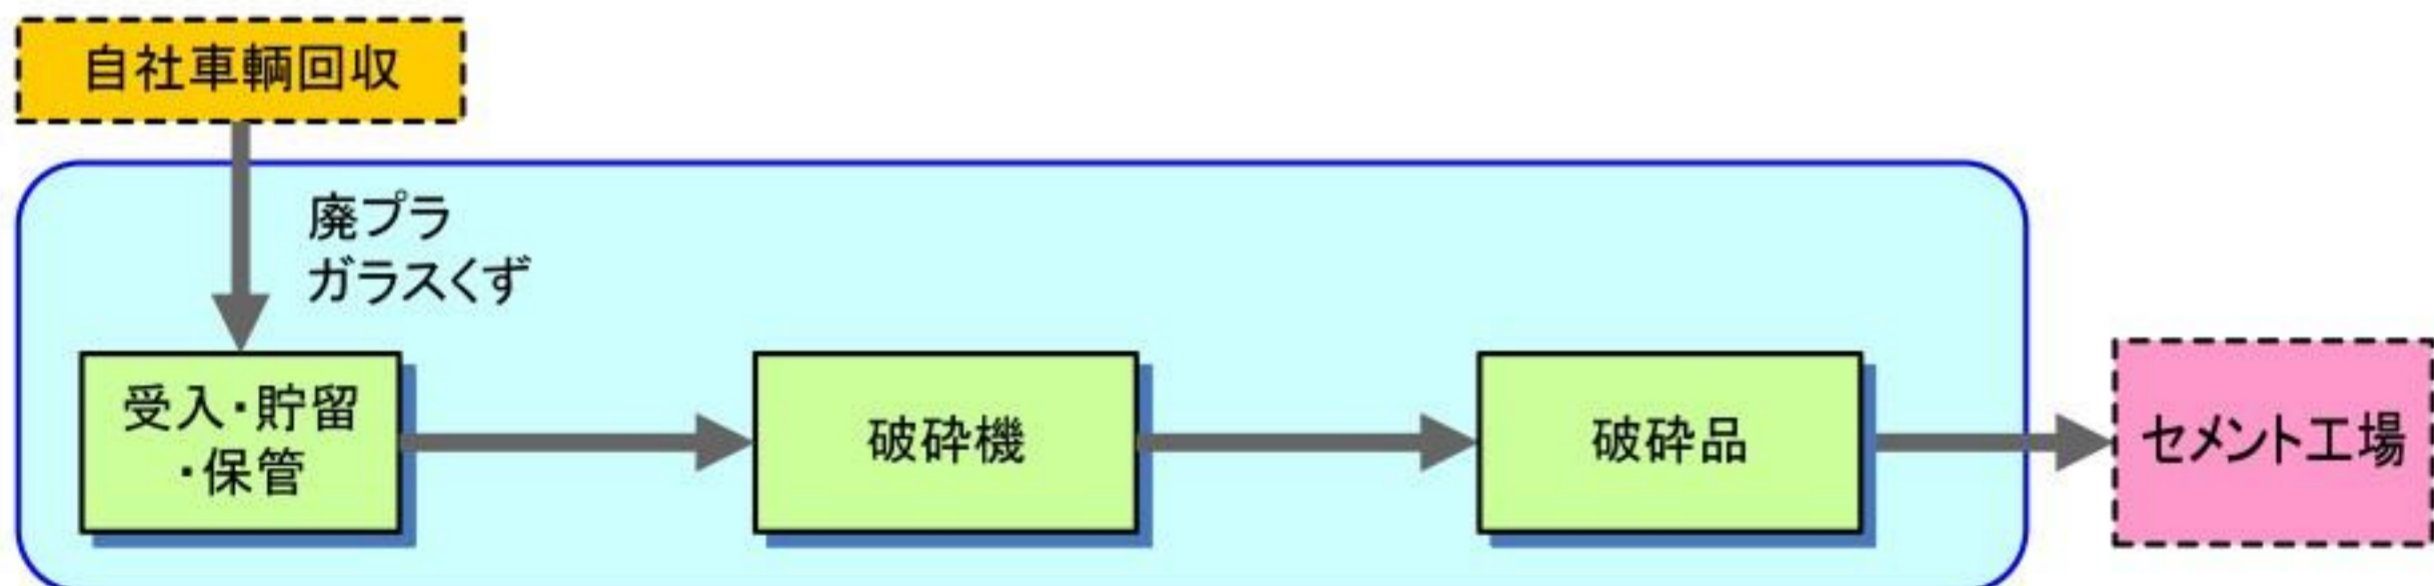 自社車輌回収
廃プラ
ガラスくず
受入・貯留
・保管
破砕機
破砕品
セメント工場